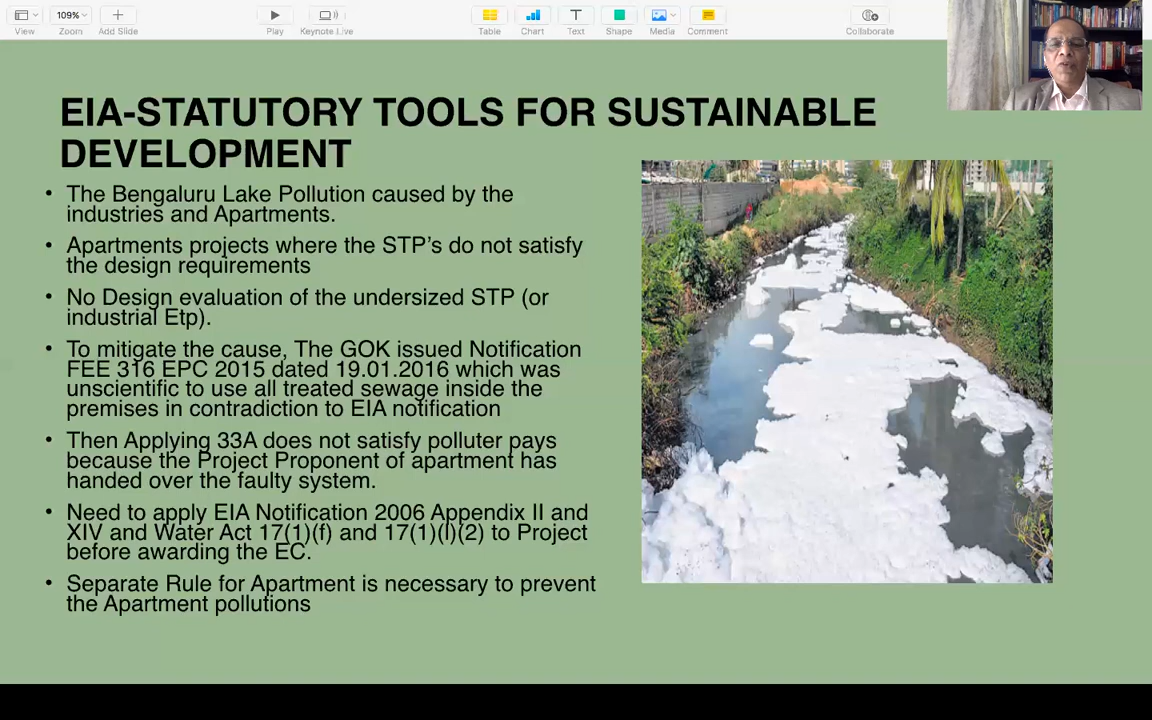 109%
View
Zoom
Add Slide
Play
Keynote Live
Table
Chart
Text
Shape
Media
Comment
Collaborate
EIA-STATUTORY TOOLS FOR SUSTAINABLE
DEVELOPMENT
• The Bengaluru Lake Pollution caused by the
industries and Apartments.
• Apartments projects where the STP's do not satisfy
the design requirements
• No Design evaluation of the undersized STP (or
industrial Etp).
• To mitigate the cause, The GOK issued Notification
FEE 316 EPC 2015 dated 19.01.2016 which was
unscientific to use all treated sewage inside the
premises in contradiction to EIA notification
• Then Applying 33A does not satisfy polluter pays
because the Project Proponent of apartment has
handed over the faulty system.
• Need to apply EIA Notification 2006 Appendix II and
XIV and Water Act 17(1)(f) and 17(1)(l)(2) to Project
before awarding the EC.
• Separate Rule for Apartment is necessary to prevent
the Apartment pollutions